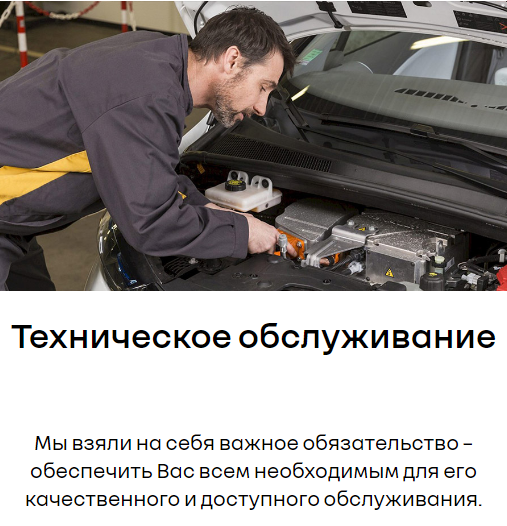 Техническое обслуживание
Мы взяли на себя важное обязательство –
обеспечить Вас всем необходимым для его
качественного и доступного обслуживания.